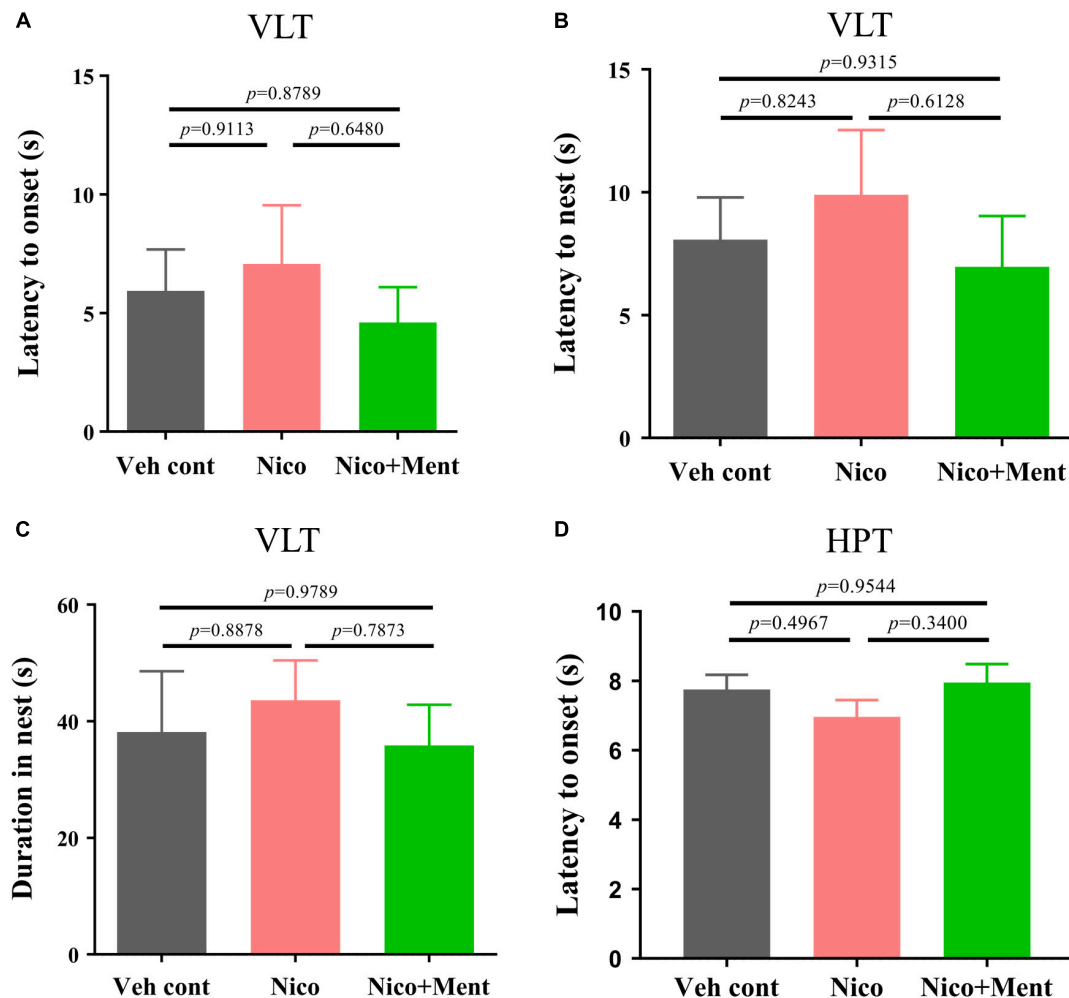 A
VLT
Latency to onset (s)
15
10
5
0
p=0.8789
p=0.9113
p=0.6480
Veh cont
Nico
Nico+Ment
B
VLT
Latency to nest (s)
15
10
5
0
p=0.9315
p=0.8243
p=0.6128
Veh cont
Nico
Nico+Ment
C
VLT
Duration in nest (s)
60
40
20
0
p=0.9789
p=0.8878
p=0.7873
Veh cont
Nico
Nico+Ment
D
HPT
Latency to onset (s)
10
8
6
4
2
0
p=0.9544
p=0.4967
p=0.3400
Veh cont
Nico
Nico+Ment